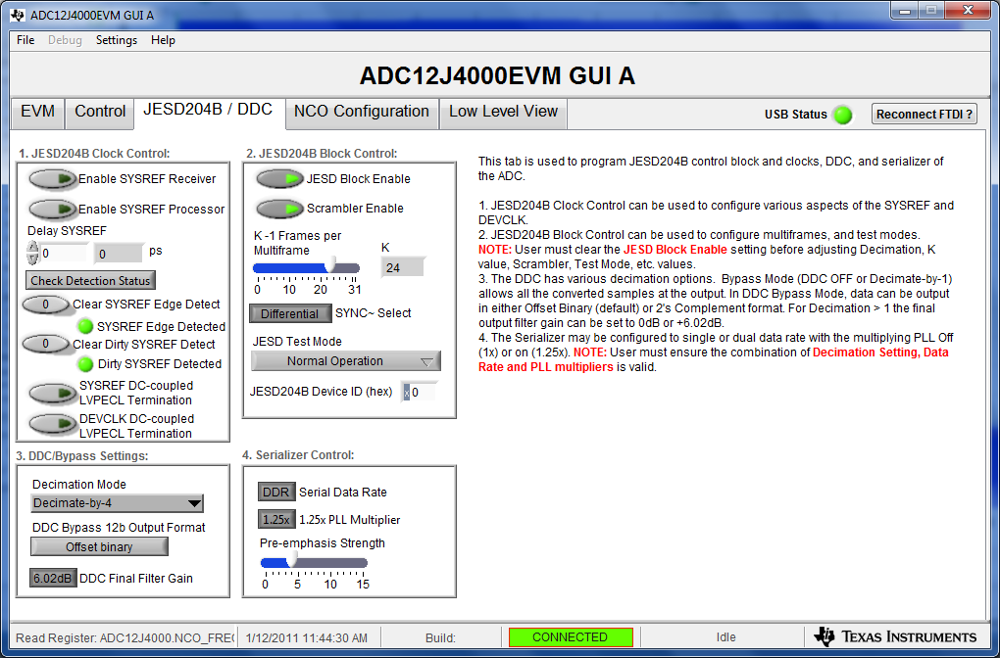 ADC12J4000EVM GUI A
File Debug Settings Help
ADC12J4000EVM GUI A
EVM Control JESD204B / DDC NCO Configuration Low Level View USB Status Reconnect FTDI ?
1. JESD204B Clock Control:
Enable SYSREF Receiver
Enable SYSREF Processor
Delay SYSREF
0 0 ps
Check Detection Status
0 Clear SYSREF Edge Detect
SYSREF Edge Detected
0 Clear Dirty SYSREF Detect
Dirty SYSREF Detected
SYSREF DC-coupled
LVPECL Termination
DEVCLK DC-coupled
LVPECL Termination
2. JESD204B Block Control:
JESD Block Enable
Scrambler Enable
K -1 Frames per
Multiframe
K
24
0 10 20 31
Differential SYNC~ Select
JESD Test Mode
Normal Operation
JESD204B Device ID (hex) x0
This tab is used to program JESD204B control block and clocks, DDC, and serializer of
the ADC.
1. JESD204B Clock Control can be used to configure various aspects of the SYSREF and
DEVCLK.
2. JESD204B Block Control can be used to configure multiframes, and test modes.
NOTE: User must clear the JESD Block Enable setting before adjusting Decimation, K
value, Scrambler, Test Mode, etc. values.
3. The DDC has various decimation options. Bypass Mode (DDC OFF or Decimate-by-1)
allows all the converted samples at the output. In DDC Bypass Mode, data can be output
in either Offset Binary (default) or 2's Complement format. For Decimation > 1 the final
output filter gain can be set to 0dB or +6.02dB.
4. The Serializer may be configured to single or dual data rate with the multiplying PLL Off
(1x) or on (1.25x). NOTE: User must ensure the combination of Decimation Setting, Data
Rate and PLL multipliers is valid.
3. DDC/Bypass Settings:
Decimation Mode
Decimate-by-4
DDC Bypass 12b Output Format
Offset binary
6.02dB DDC Final Filter Gain
4. Serializer Control:
DDR Serial Data Rate
1.25x 1.25x PLL Multiplier
Pre-emphasis Strength
0 5 10 15
Read Register: ADC12J4000.NCO_FREQ 1/12/2011 11:44:30 AM Build: CONNECTED Idle TEXAS INSTRUMENTS